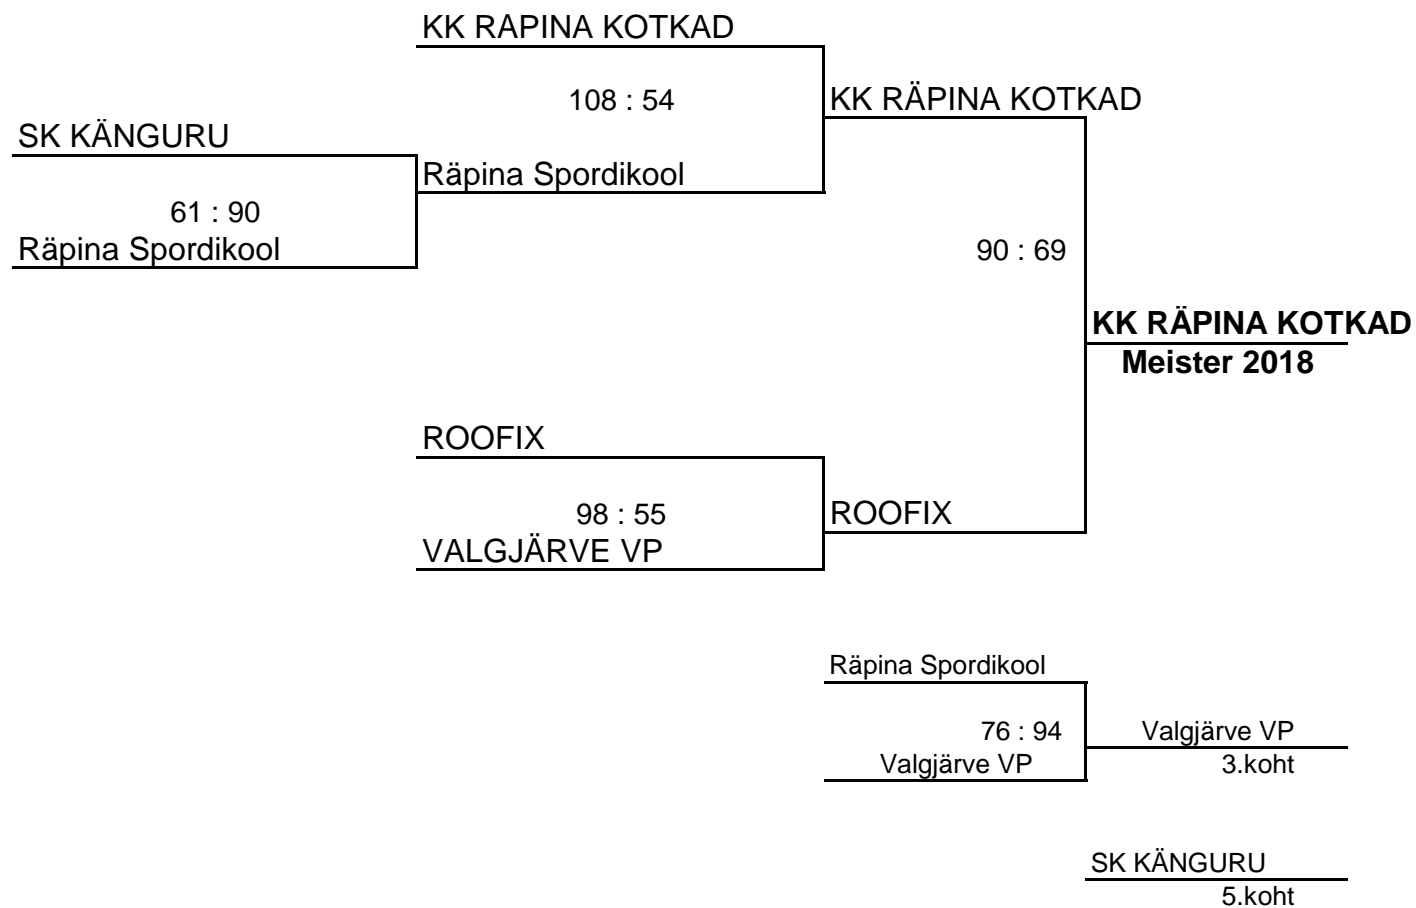 KK RÄPINA KOTKAD
108 : 54
KK RÄPINA KOTKAD
SK KÄNGURU
Räpina Spordikool
61 : 90
Räpina Spordikool
90 : 69
KK RÄPINA KOTKAD
Meister 2018
ROOFIX
98 : 55
ROOFIX
VALGJÄRVE VP
Räpina Spordikool
76 : 94
Valgjärve VP
Valgjärve VP
3.koht
SK KÄNGURU
5.koht